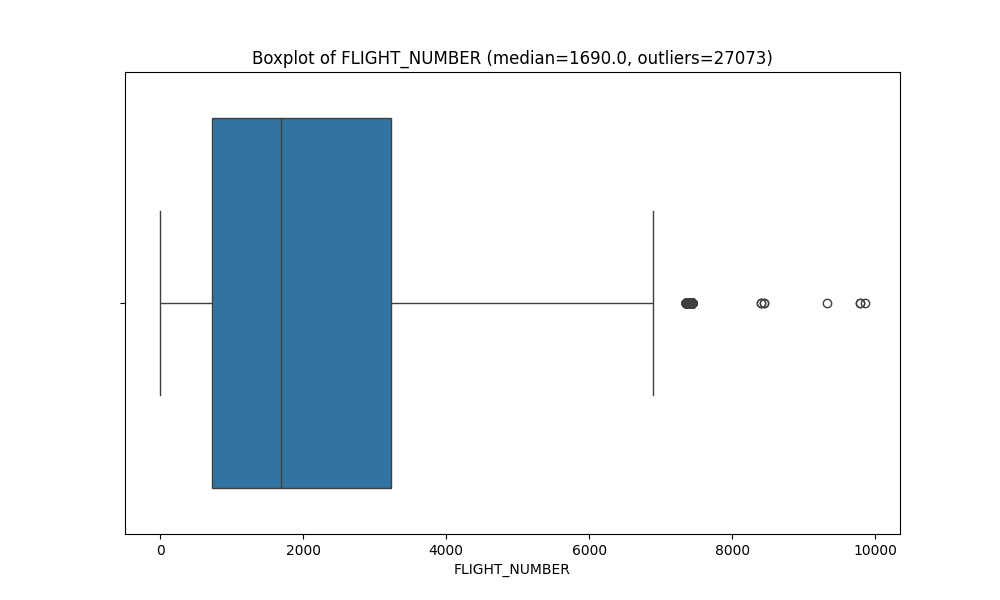 Boxplot of FLIGHT_NUMBER (median=1690.0, outliers=27073)
0 2000 4000 6000 8000 10000
FLIGHT_NUMBER